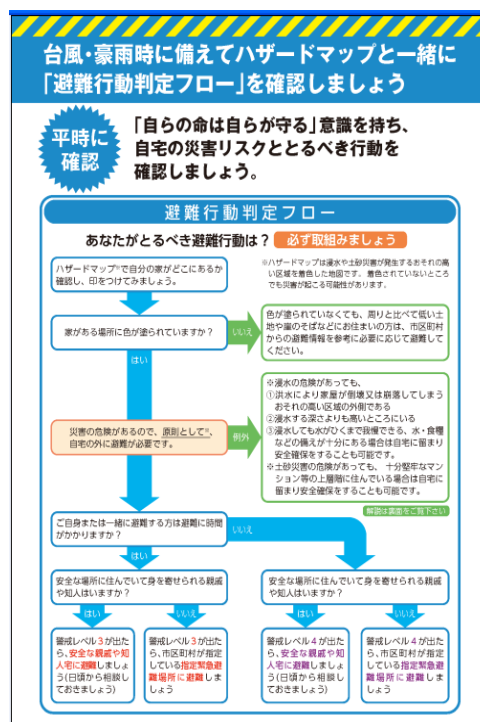 台風・豪雨時に備えてハザードマップと一緒に
「避難行動判定フロー」を確認しましょう
平時に
確認
「自らの命は自らが守る」意識を持ち、
自宅の災害リスクととるべき行動を
確認しましょう。
避難行動判定フロー
あなたがとるべき避難行動は？
必ず取組みましょう
ハザードマップ※で自分の家がどこにあるか
確認し、印をつけてみましょう。
※ハザードマップは浸水や土砂災害が発生するおそれの高
い区域を着色した地図です。着色されていないところ
でも災害が起こる可能性があります。
家がある場所に色が塗られていますか？
いいえ
色が塗られていなくても、周りと比べて低い土
地や崖のそばなどにお住まいの方は、市区町村
からの避難情報を参考に必要に応じて避難して
ください。
はい
災害の危険があるので、原則として※、
自宅の外に避難が必要です。
例外
※浸水の危険があっても、
①洪水により家屋が倒壊又は崩落してしまう
おそれの高い区域の外側である
②浸水する深さよりも高いところにいる
③浸水しても水がひくまで我慢できる、水・食糧
などの備えが十分にある場合は自宅に留まり
安全確保をすることも可能です。
※土砂災害の危険があっても、十分堅牢なマン
ション等の上層階に住んでいる場合は自宅に
留まり安全確保をすることも可能です。
解説は裏面をご覧下さい
ご自身または一緒に避難する方は避難に時間
がかかりますか？
いいえ
はい
安全な場所に住んでいて身を寄せられる親戚
や知人はいますか？
安全な場所に住んでいて身を寄せられる親戚
や知人はいますか？
はい
いいえ
はい
いいえ
警戒レベル3が出た
ら、安全な親戚や知
人宅に避難しましょ
う(日頃から相談し
ておきましょう)
警戒レベル3が出た
ら、市区町村が指定
している指定緊急避
難場所に避難しま
しょう
警戒レベル4が出た
ら、安全な親戚や知
人宅に避難しましょ
う(日頃から相談し
ておきましょう)
警戒レベル4が出た
ら、市区町村が指定
している指定緊急避
難場所に避難しま
しょう